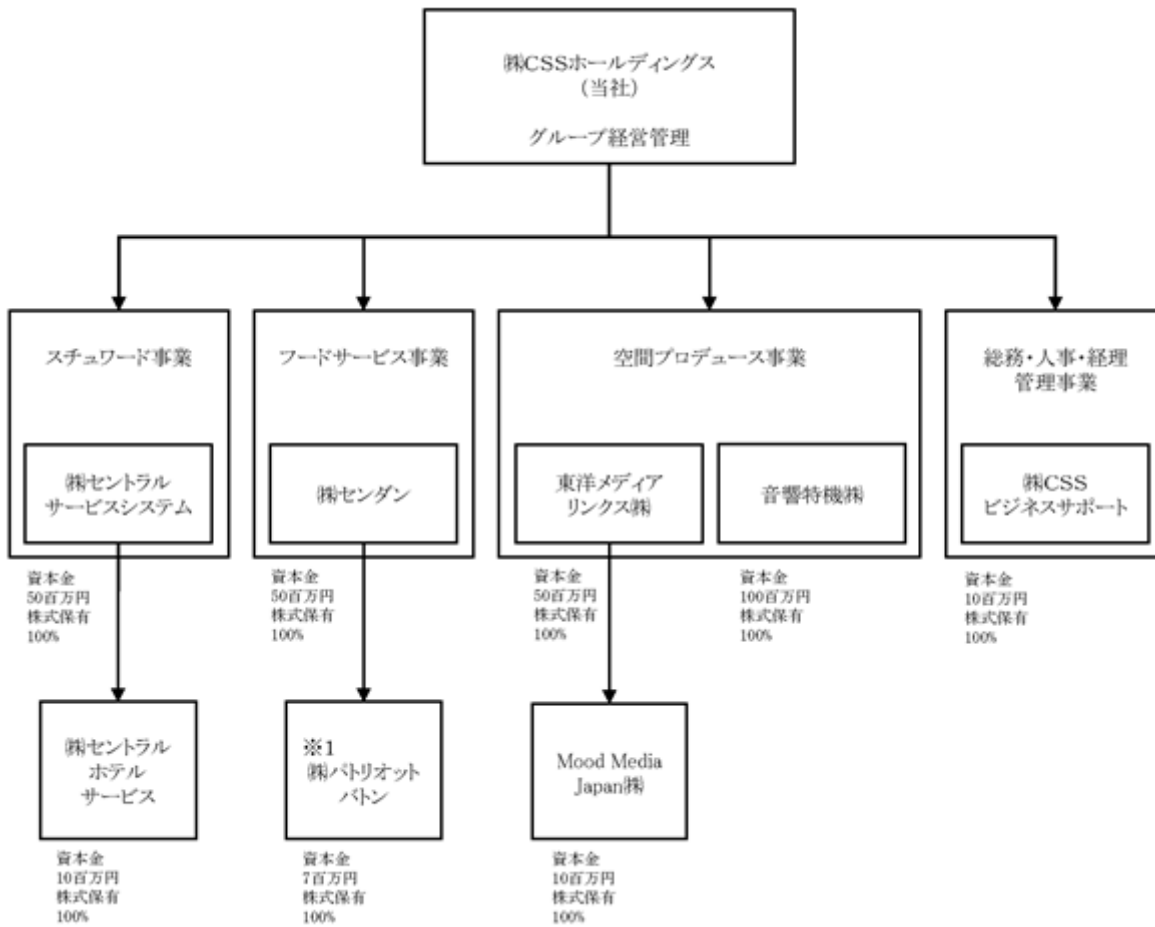 ㈱CSSホールディングス
(当社)
グループ経営管理
スチュワード事業
㈱セントラル
サービスシステム
資本金
50百万円
株式保有
100%
㈱セントラル
ホテル
サービス
資本金
10百万円
株式保有
100%
フードサービス事業
㈱センダン
資本金
50百万円
株式保有
100%
※1
㈱パトリオット
バトン
資本金
7百万円
株式保有
100%
空間プロデュース事業
東洋メディア
リンクス㈱
資本金
50百万円
株式保有
100%
音響特機㈱
資本金
100百万円
株式保有
100%
Mood Media
Japan㈱
資本金
10百万円
株式保有
100%
総務・人事・経理
管理事業
㈱CSS
ビジネスサポート
資本金
10百万円
株式保有
100%